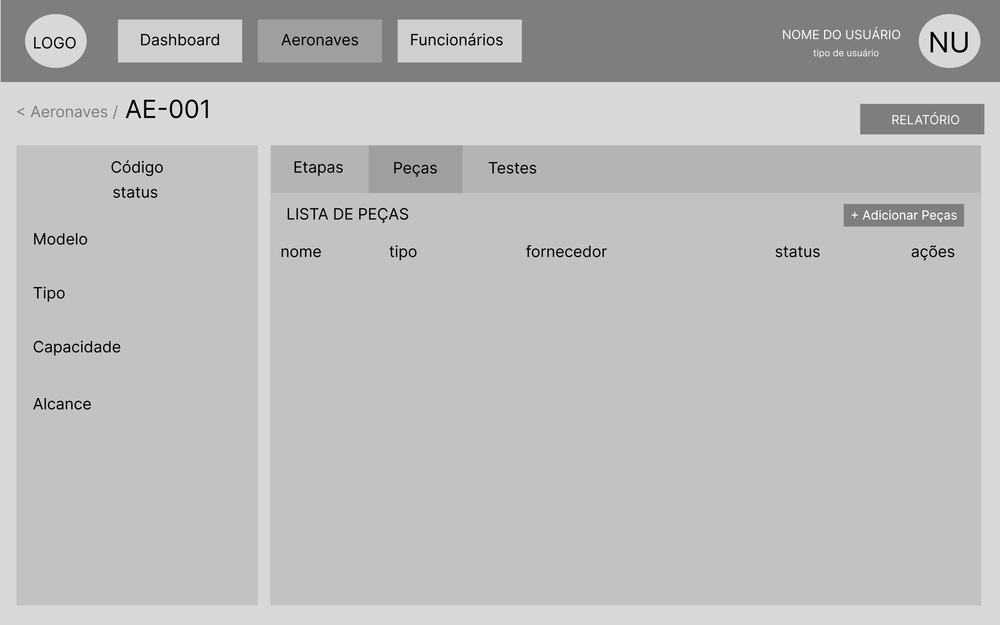 LOGO
Dashboard
Aeronaves
Funcionários
NOME DO USUÁRIO
tipo de usuário
NU
< Aeronaves / AE-001
RELATÓRIO
Código
status
Modelo
Tipo
Capacidade
Alcance
Etapas
Peças
Testes
LISTA DE PEÇAS
+ Adicionar Peças
nome
tipo
fornecedor
status
ações